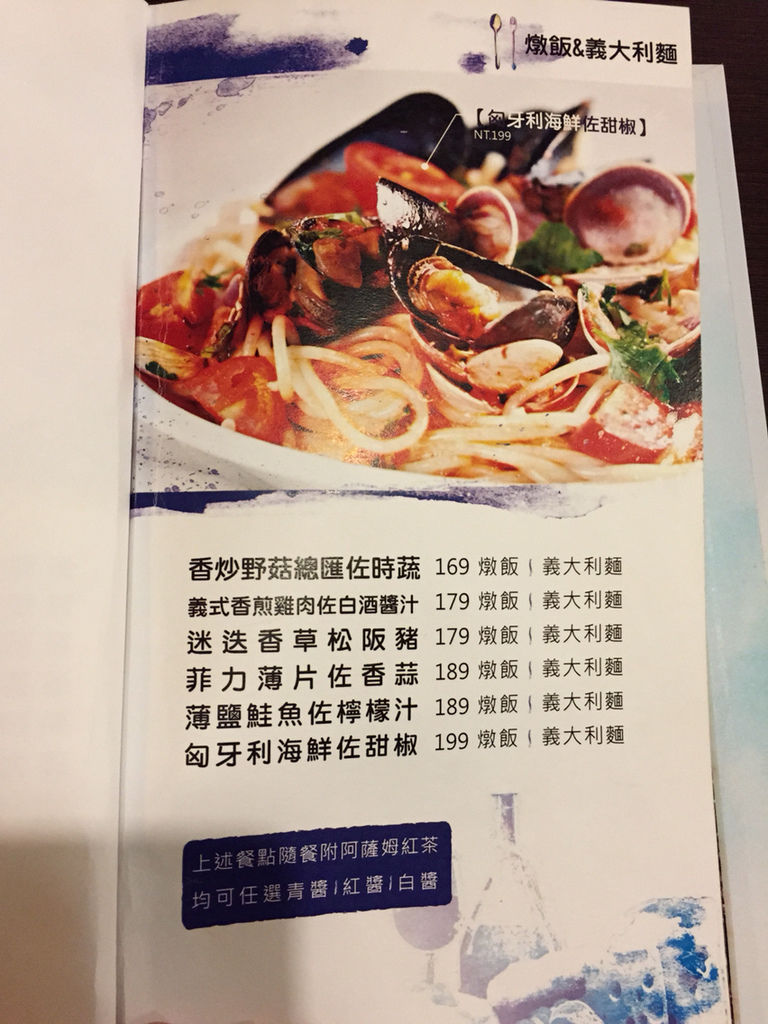 燉飯&義大利麵
【匈牙利海鮮佐甜椒】
NT.199
香炒野菇總匯佐時蔬 169 燉飯 | 義大利麵
義式香煎雞肉佐白酒醬汁 179 燉飯 | 義大利麵
迷迭香草松阪豬 179 燉飯 | 義大利麵
菲力薄片佐香蒜 189 燉飯 | 義大利麵
薄鹽鮭魚佐檸檬汁 189 燉飯 | 義大利麵
匈牙利海鮮佐甜椒 199 燉飯 | 義大利麵
上述餐點隨餐附阿薩姆紅茶
均可任選青醬/紅醬/白醬